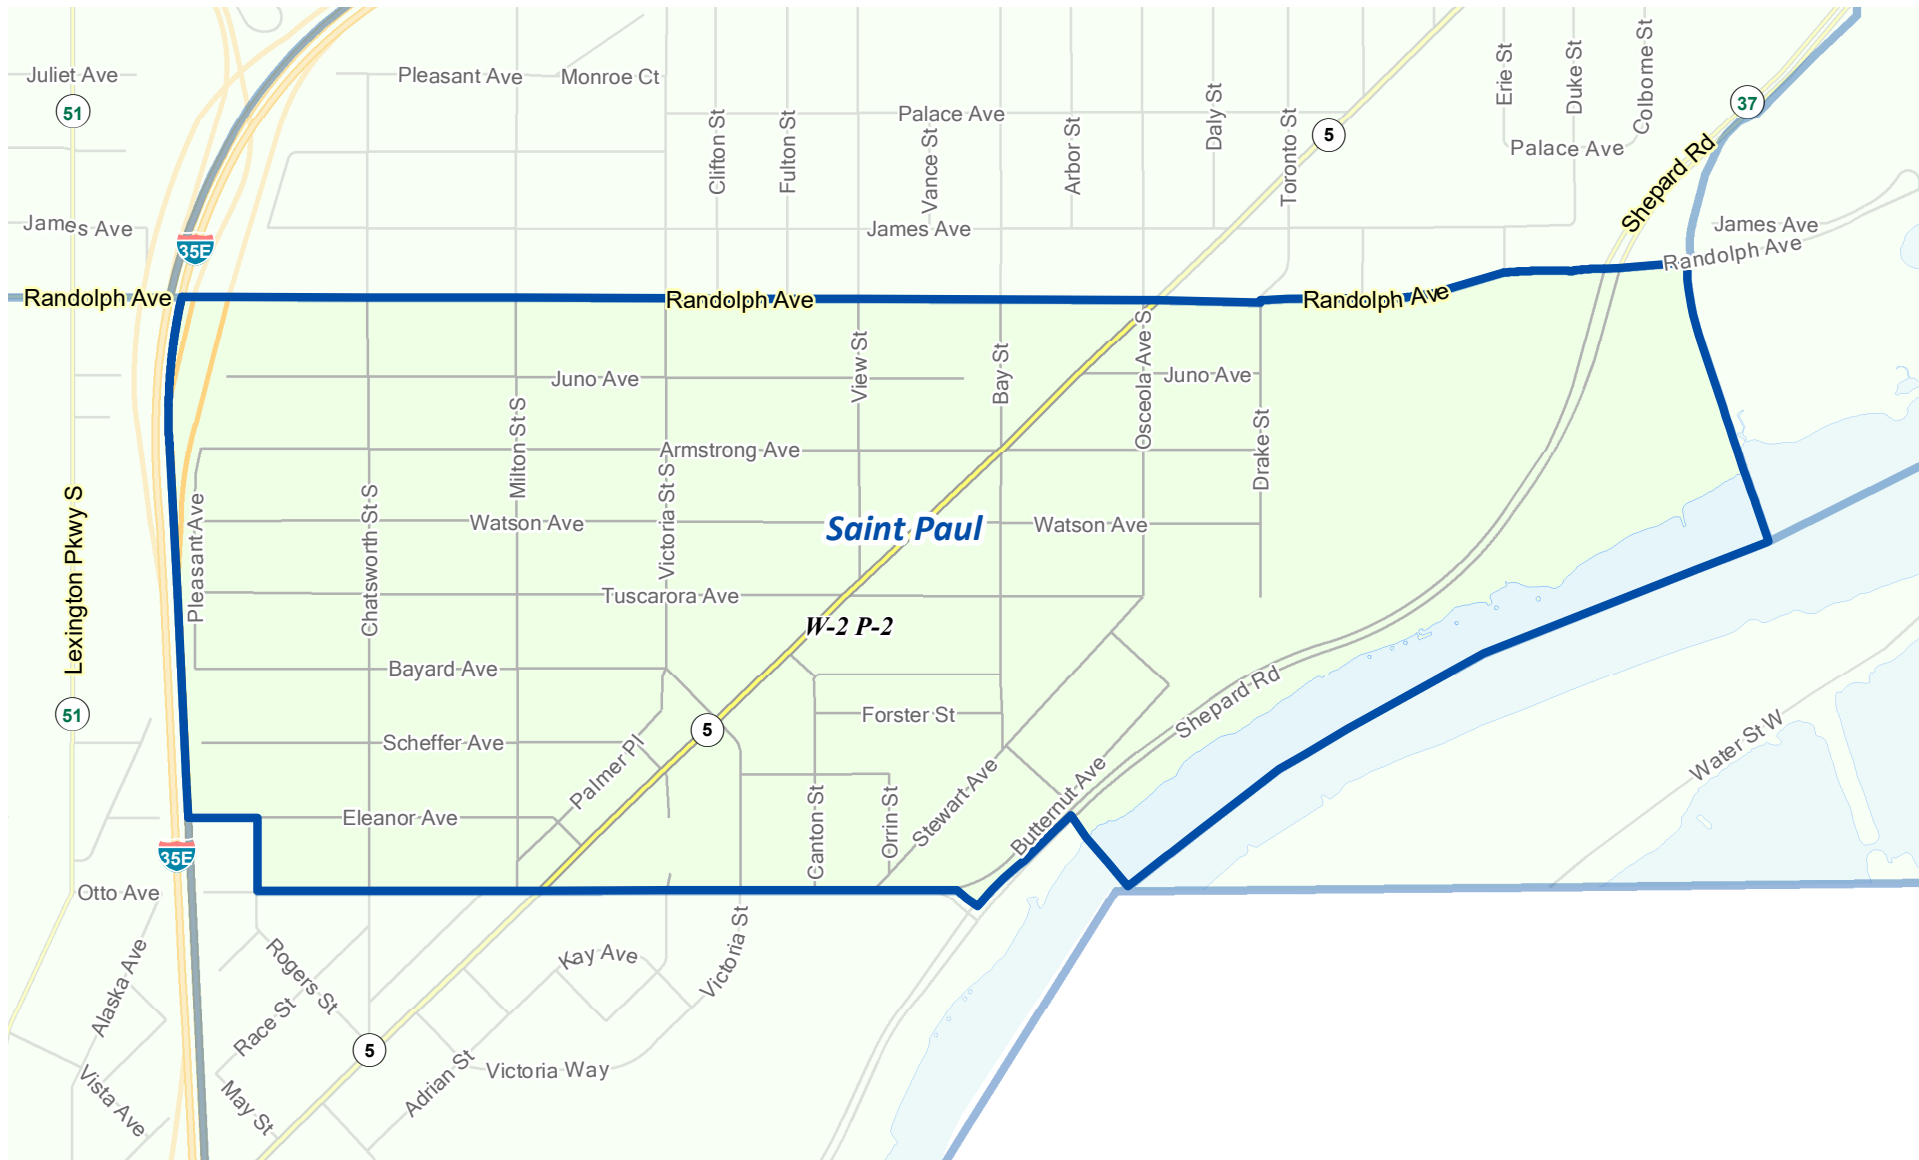 Juliet Ave
Pleasant Ave
Monroe Ct
Erie St
Duke St
Colborne St
51
37
Palace Ave
Daly St
5
Clifton St
Fulton St
Vance St
Arbor St
Toronto St
Palace Ave
Shepard Rd
James Ave
James Ave
James Ave
35E
Randolph Ave
Randolph Ave
Randolph Ave
Randolph Ave
View St
Bay St
Osceola Ave S
Juno Ave
Juno Ave
Milton St S
Armstrong Ave
Drake St
Pleasant Ave
Chatsworth St S
Victoria St S
Watson Ave
Saint Paul
Watson Ave
Lexington Pkwy S
Tuscarora Ave
W-2 P-2
Bayard Ave
51
5
Forster St
Shepard Rd
Water St W
Scheffer Ave
Palmer Pl
Eleanor Ave
Canton St
Orrin St
Stewart Ave
Butternut Ave
35E
Otto Ave
Alaska Ave
Rogers St
Kay Ave
Victoria St
Race St
5
Victoria Way
Adrian St
Vista Ave
May St